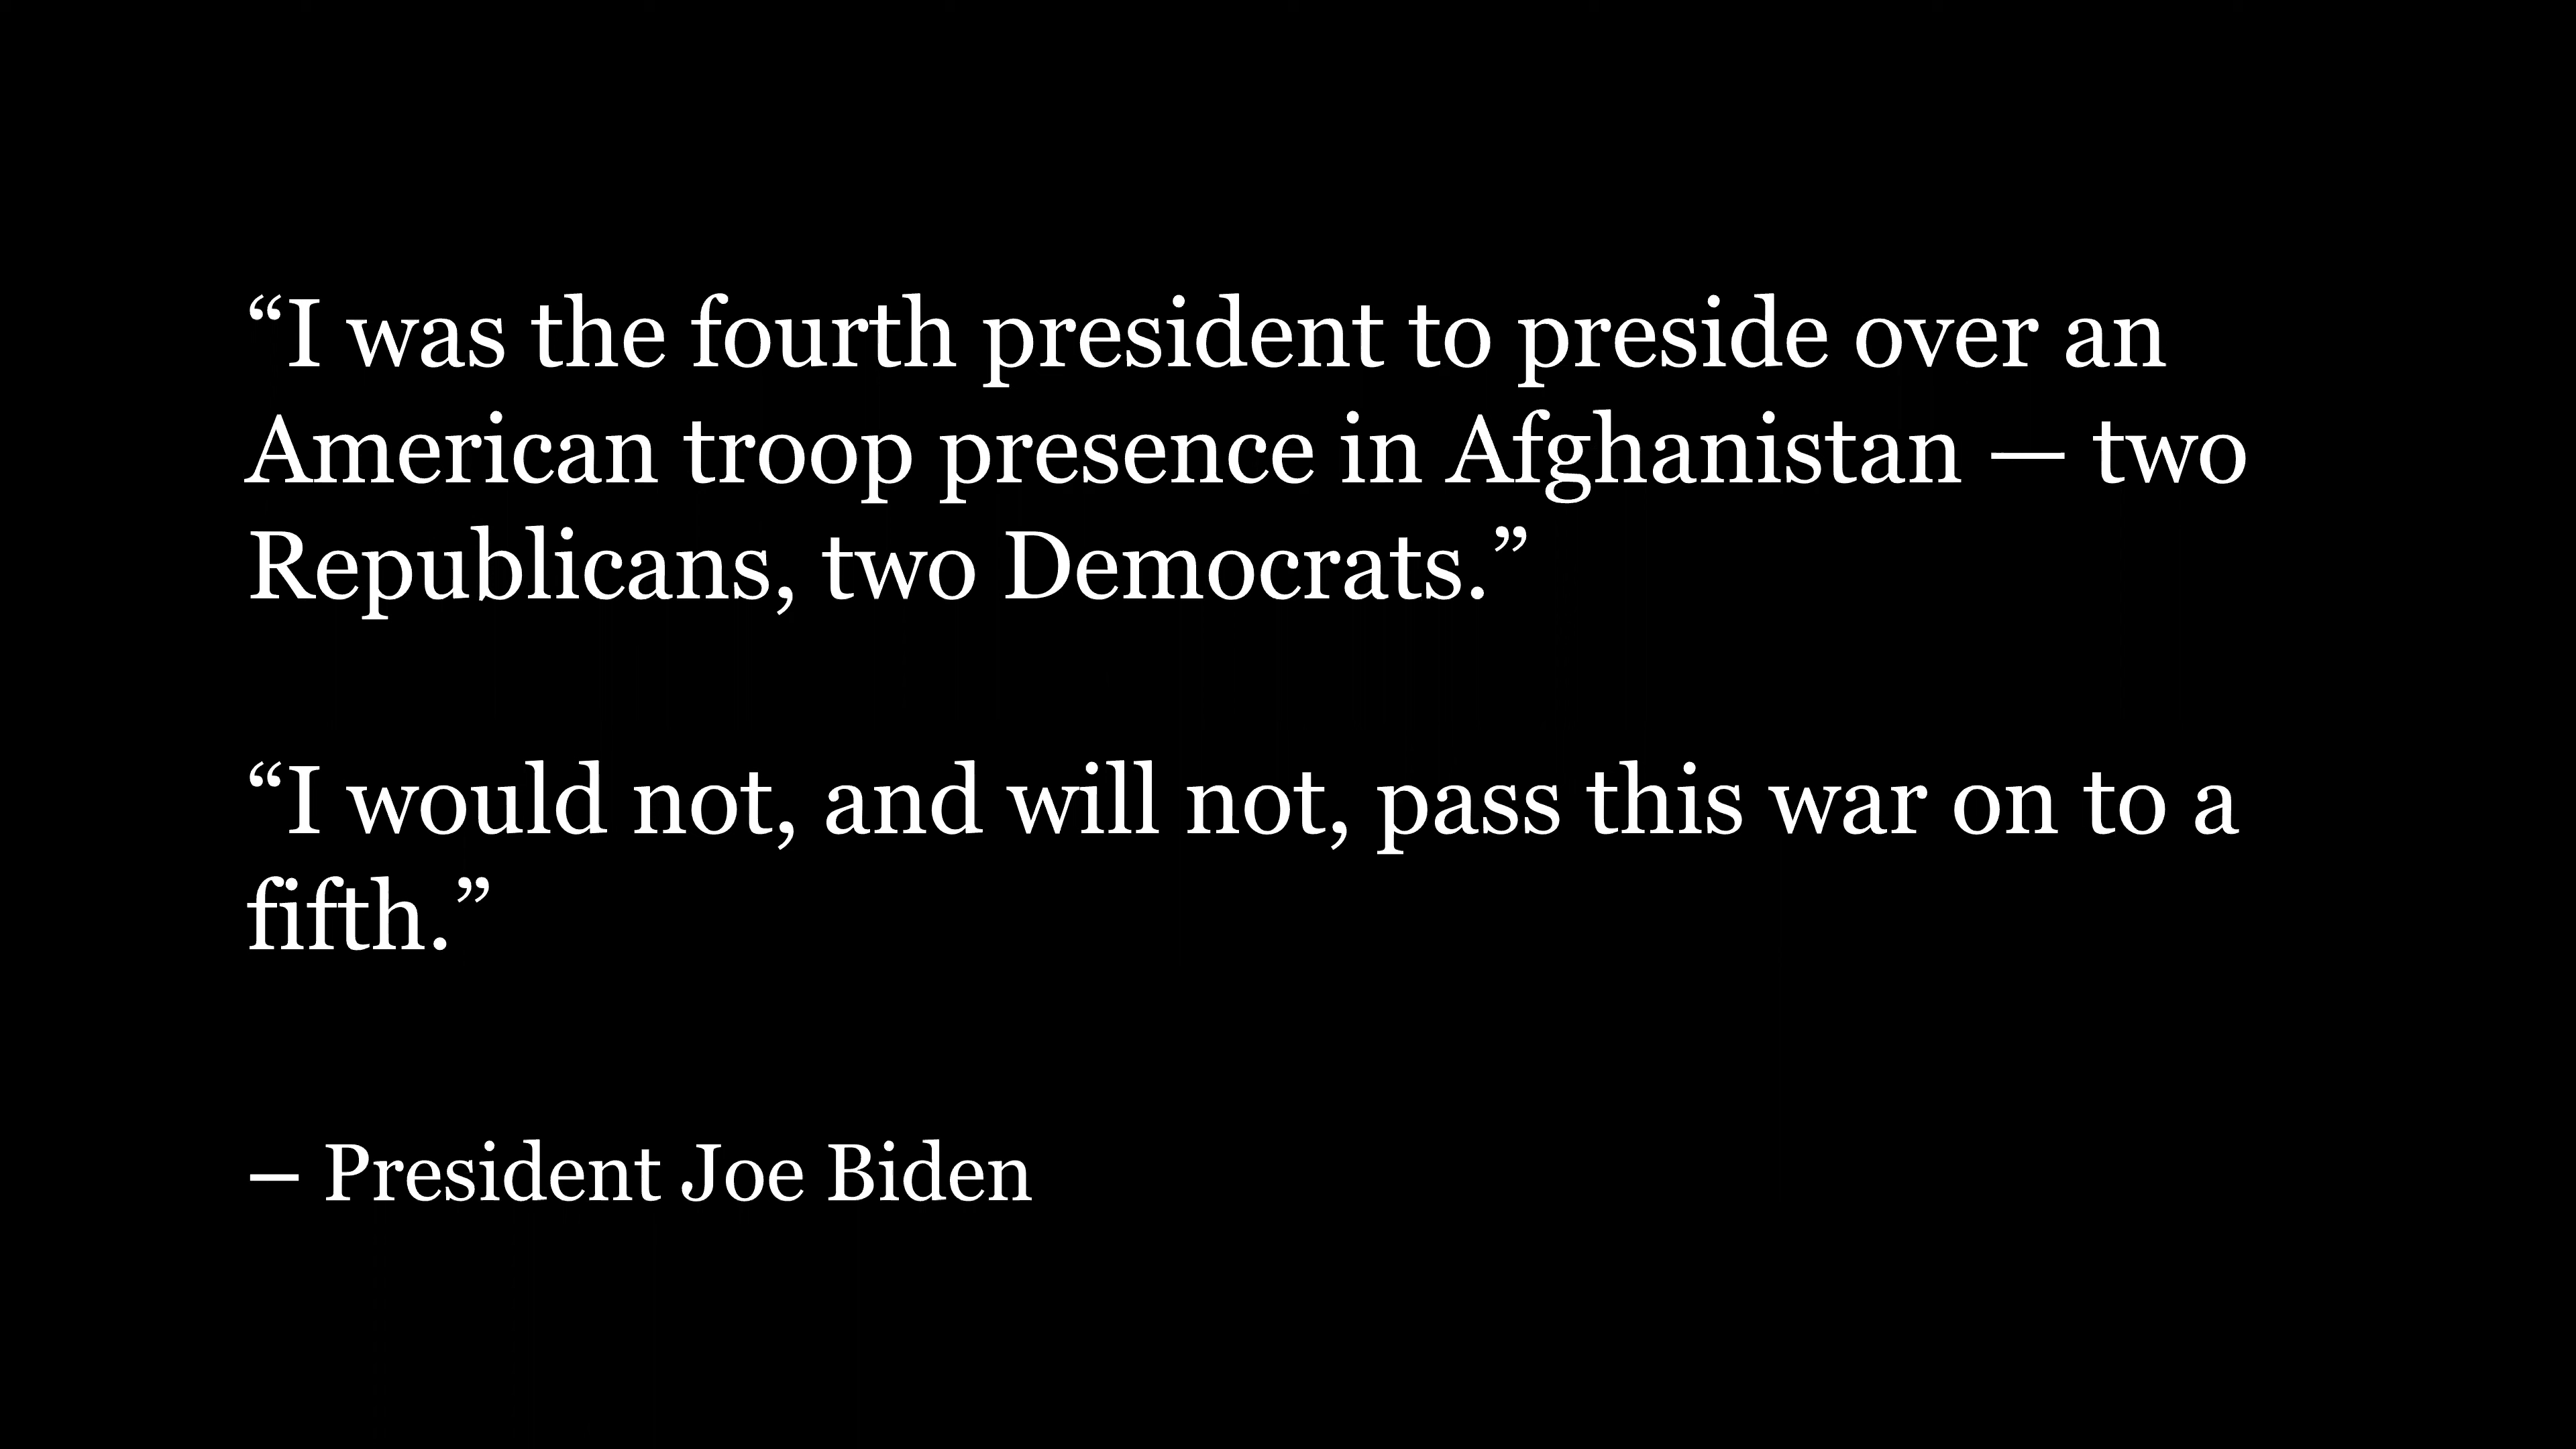 “I was the fourth president to preside over an
American troop presence in Afghanistan — two
Republicans, two Democrats.”
“I would not, and will not, pass this war on to a
fifth.”
– President Joe Biden